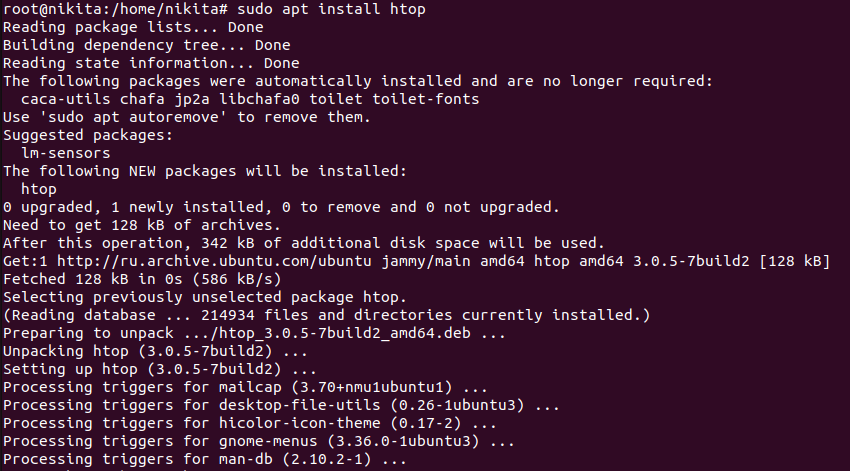 root@nikita:/home/nikita# sudo apt install htop
Reading package lists... Done
Building dependency tree... Done
Reading state information... Done
The following packages were automatically installed and are no longer required:
  caca-utils chafa jp2a libchafa0 toilet toilet-fonts
Use 'sudo apt autoremove' to remove them.
Suggested packages:
  lm-sensors
The following NEW packages will be installed:
  htop
0 upgraded, 1 newly installed, 0 to remove and 0 not upgraded.
Need to get 128 kB of archives.
After this operation, 342 kB of additional disk space will be used.
Get:1 http://ru.archive.ubuntu.com/ubuntu jammy/main amd64 htop amd64 3.0.5-7build2 [128 kB]
Fetched 128 kB in 0s (586 kB/s)
Selecting previously unselected package htop.
(Reading database ... 214934 files and directories currently installed.)
Preparing to unpack .../htop_3.0.5-7build2_amd64.deb ...
Unpacking htop (3.0.5-7build2) ...
Setting up htop (3.0.5-7build2) ...
Processing triggers for mailcap (3.70+nmu1ubuntu1) ...
Processing triggers for desktop-file-utils (0.26-1ubuntu3) ...
Processing triggers for hicolor-icon-theme (0.17-2) ...
Processing triggers for gnome-menus (3.36.0-1ubuntu3) ...
Processing triggers for man-db (2.10.2-1) ...